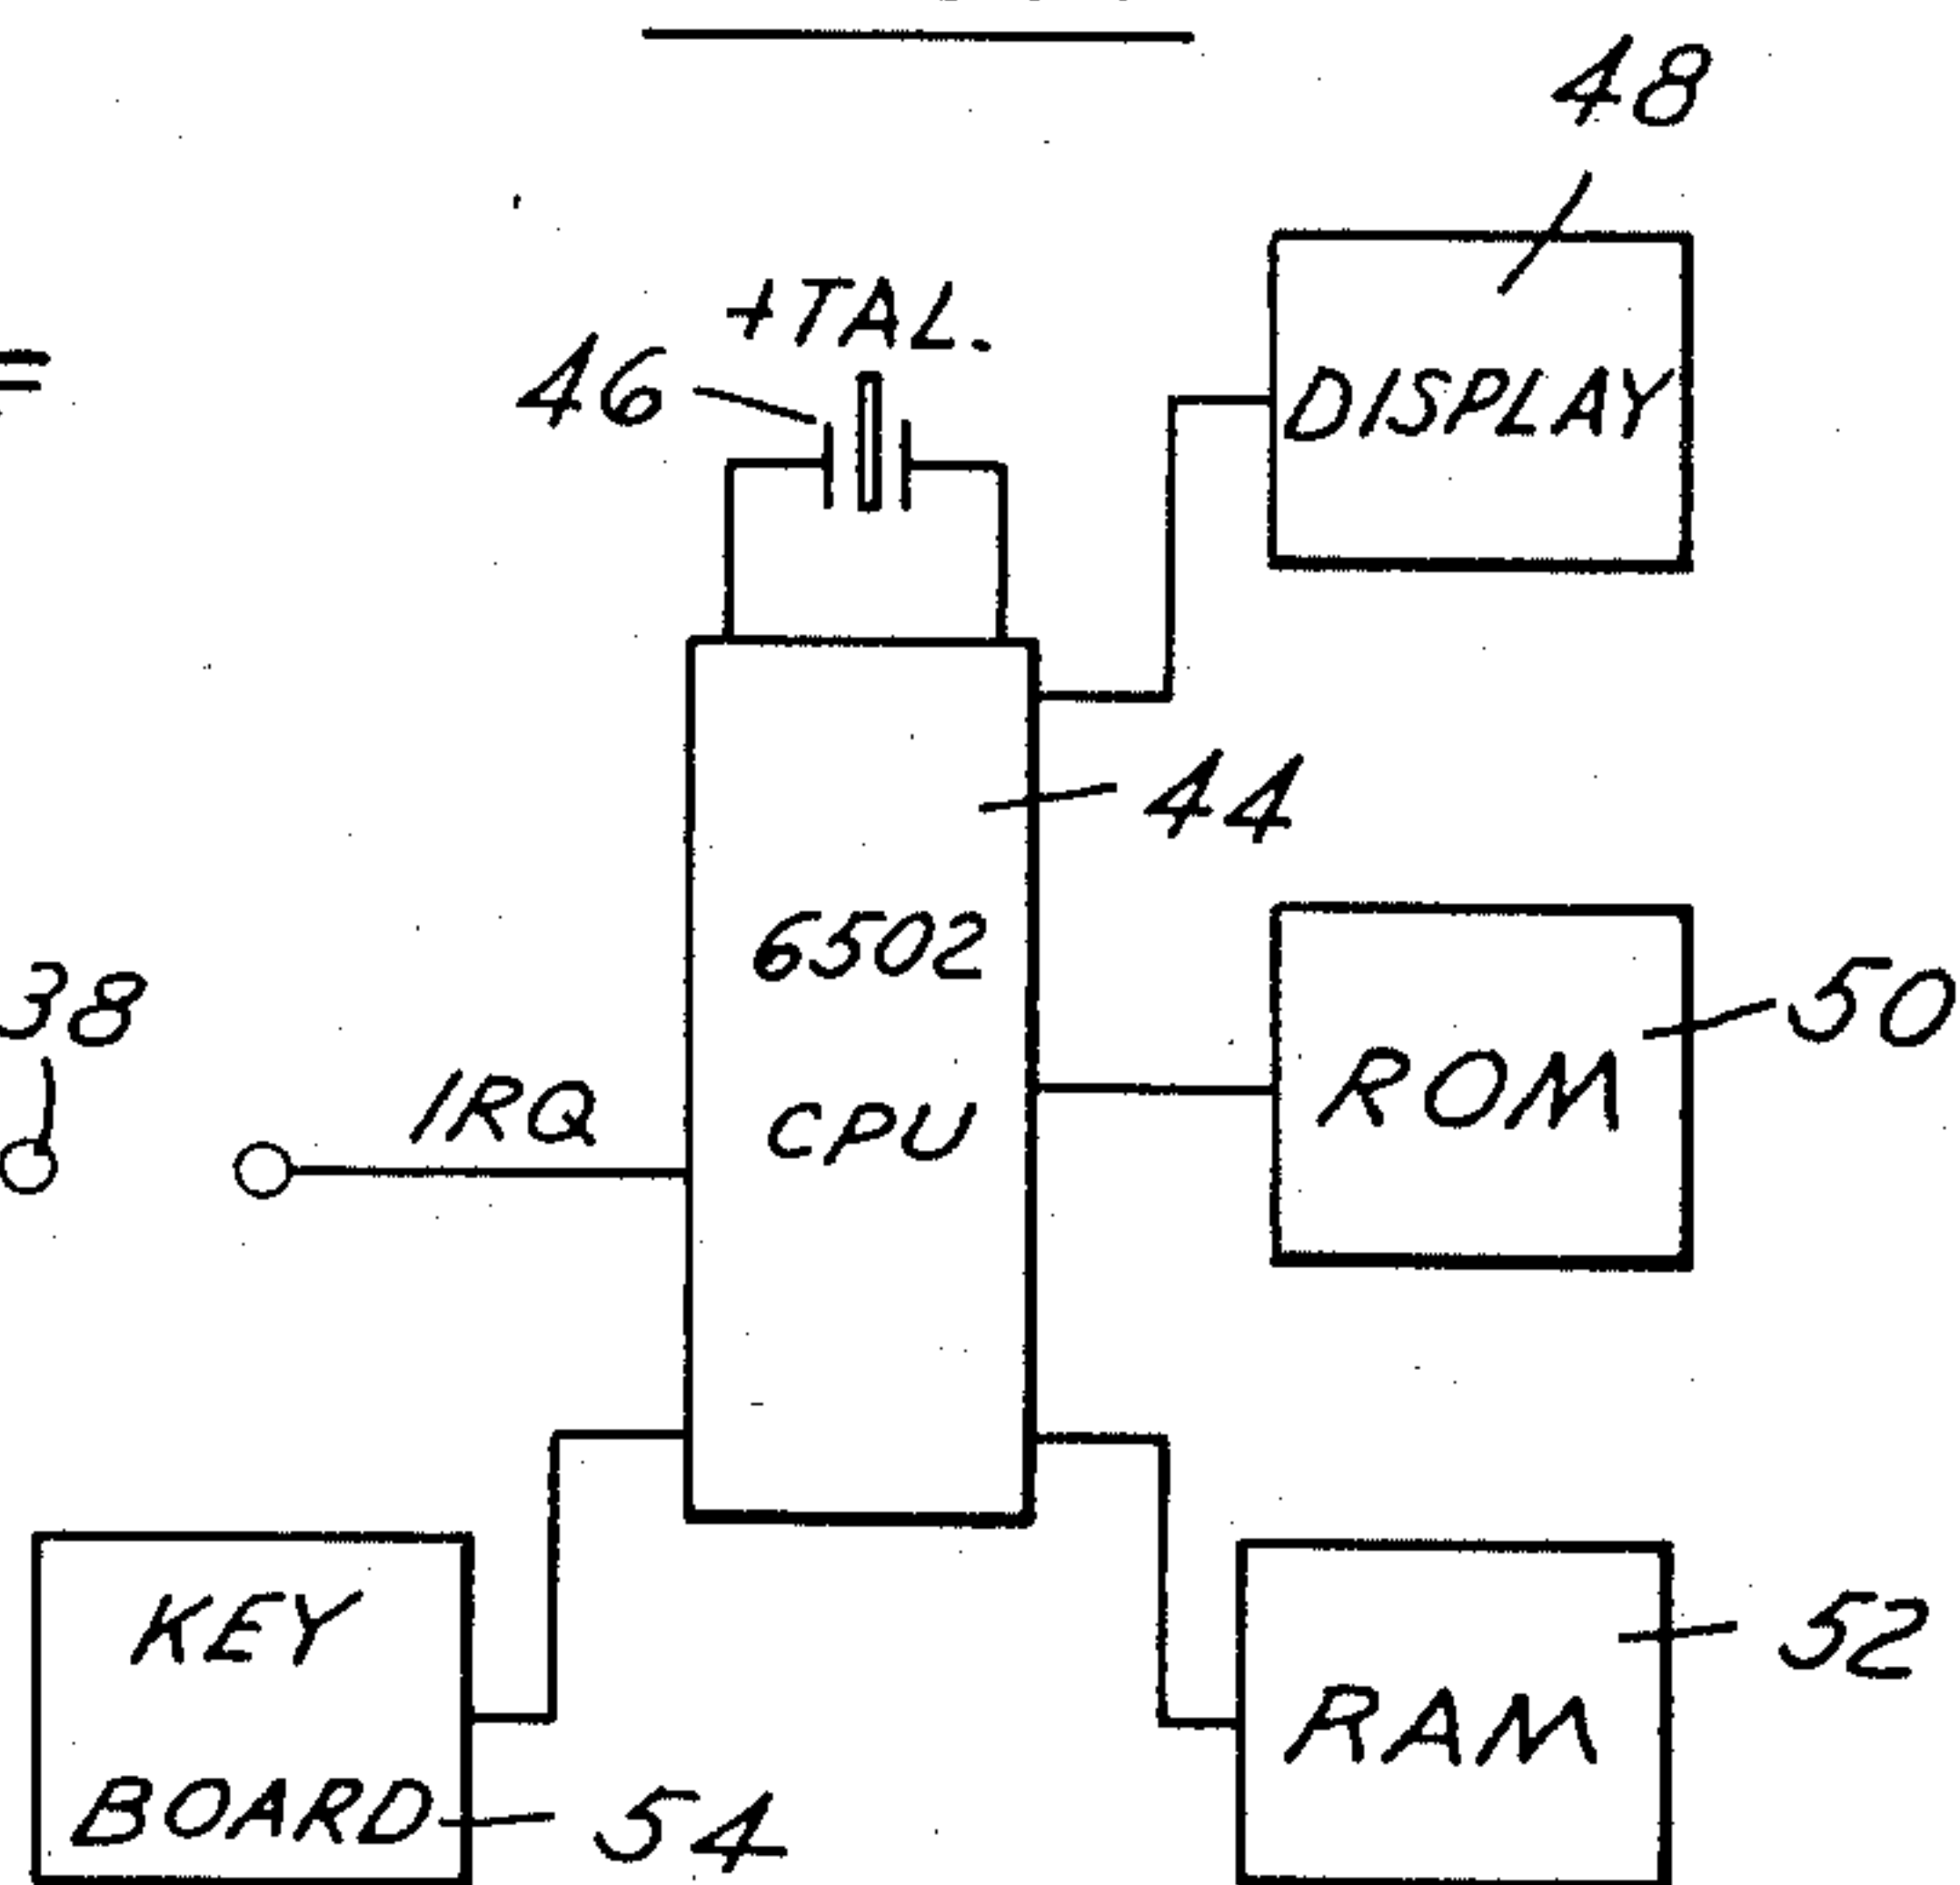 48
+TAL.
46
DISPLAY
44
6502
CPU
38
IRQ
50
ROM
KEY
BOARD
54
52
RAM